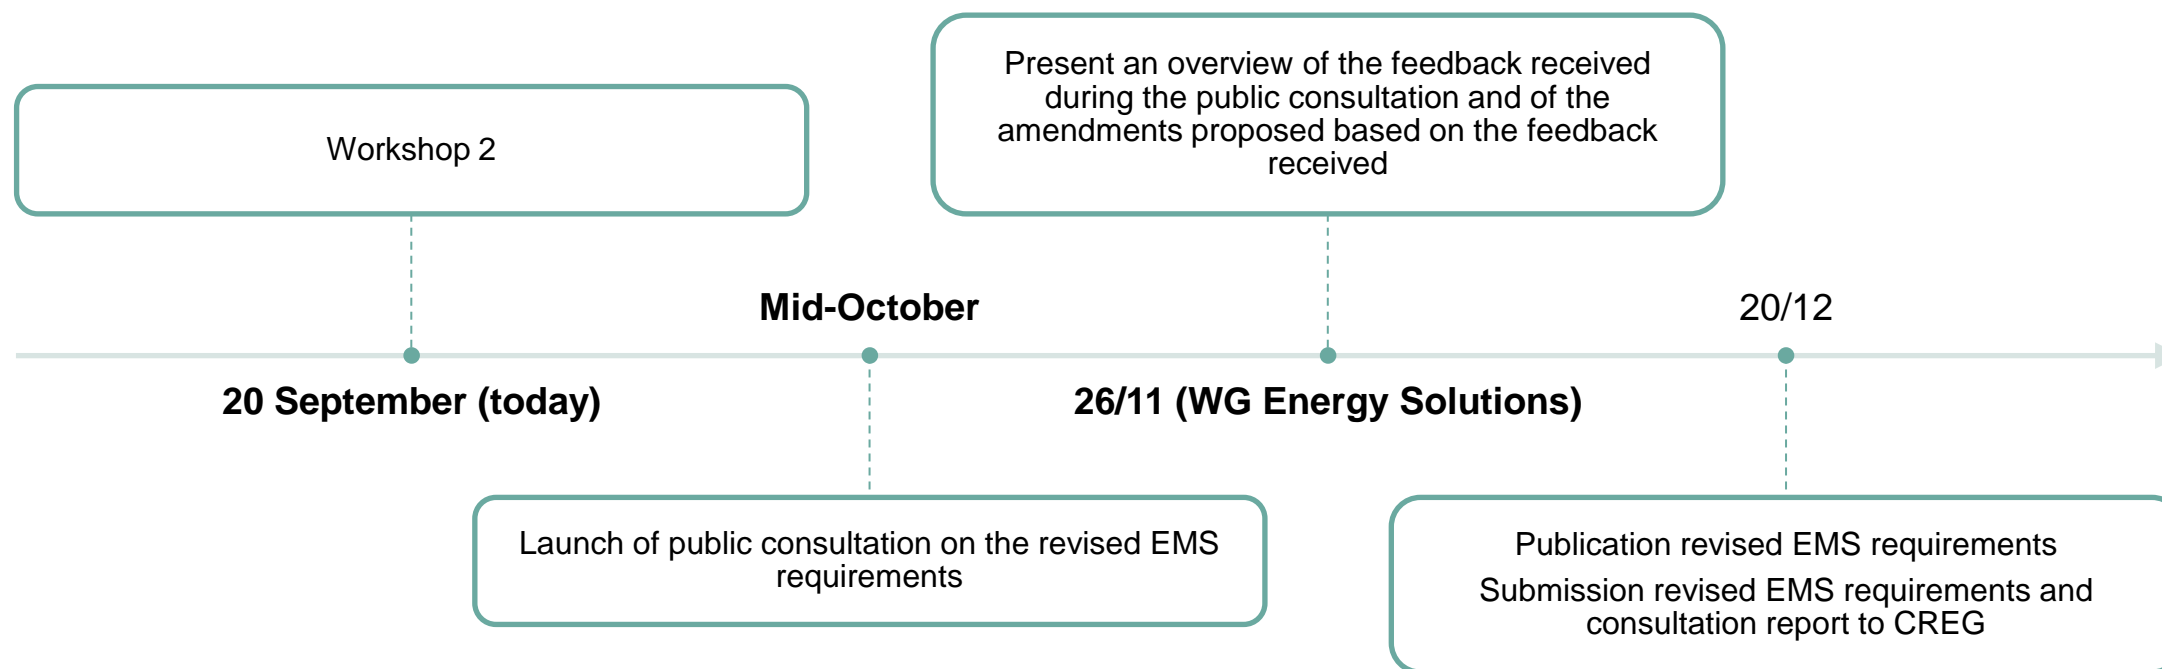 Present an overview of the feedback received
during the public consultation and of the
amendments proposed based on the feedback
received
Workshop 2
Mid-October
20/12
20 September (today)
26/11 (WG Energy Solutions)
Launch of public consultation on the revised EMS
requirements
Publication revised EMS requirements
Submission revised EMS requirements and
consultation report to CREG